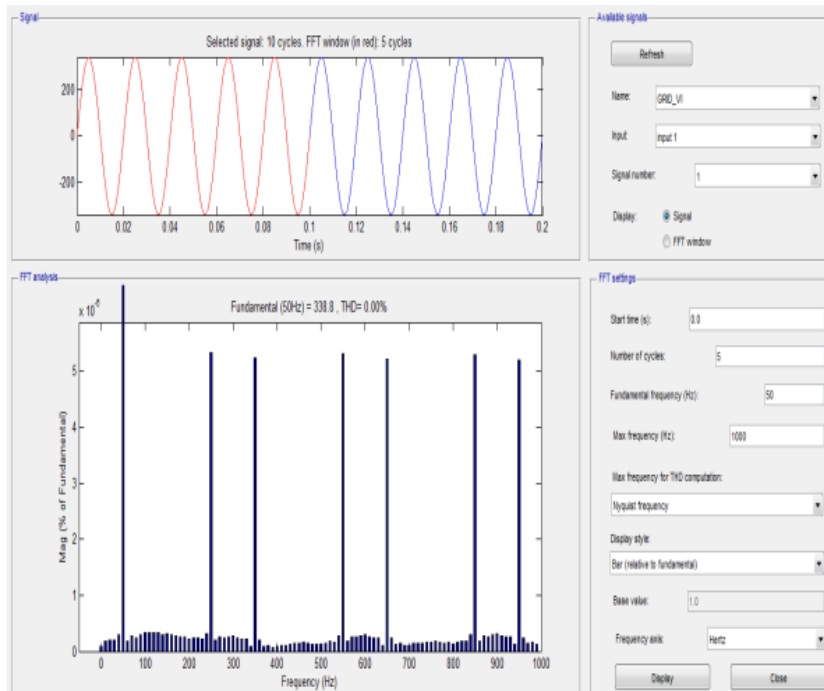 Signal
Selected signal: 10 cycles. FFT window (in red): 5 cycles
200
0
-200
0 0.02 0.04 0.06 0.08 0.1 0.12 0.14 0.16 0.18 0.2
Time (s)
FFT analysis
x 10
Fundamental (50Hz) = 338.8 , THD= 0.00%
5
4
3
2
1
0
Mag (% of Fundamental)
0 100 200 300 400 500 600 700 800 900 1000
Frequency (Hz)
Available signals
Refresh
Name: GRID_VI
Input: input 1
Signal number: 1
Display: Signal
FFT window
FFT settings
Start time (s): 0.0
Number of cycles: 5
Fundamental frequency (Hz): 50
Max frequency (Hz): 1000
Max frequency for THD computation:
Nyquist frequency
Display style:
Bar (relative to fundamental)
Base value: 1.0
Frequency axis: Hertz
Display Close